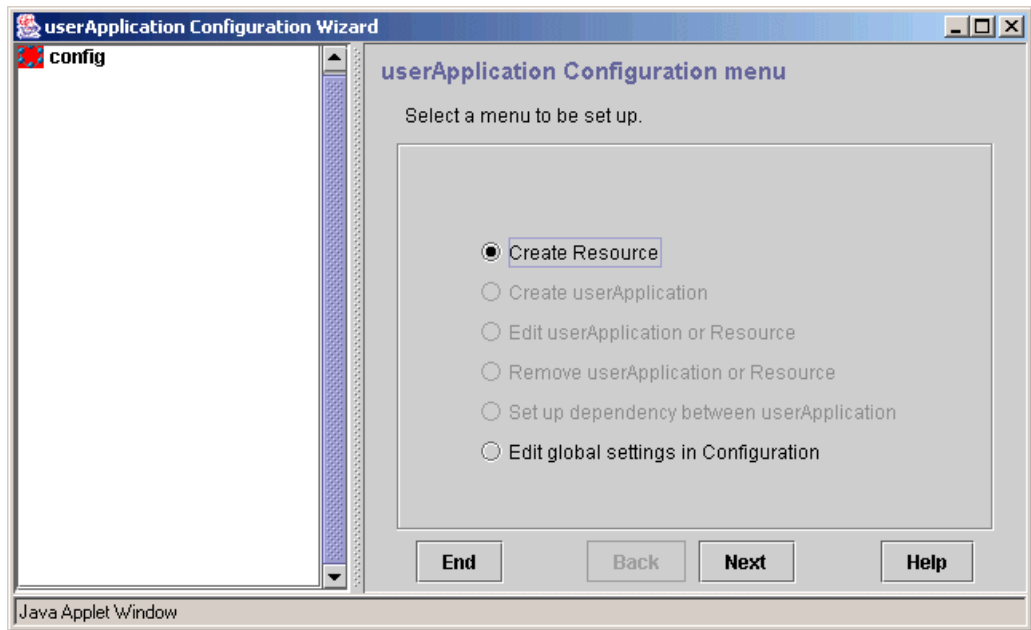 userApplication Configuration Wizard
config
userApplication Configuration menu
Select a menu to be set up.
Create Resource
Create userApplication
Edit userApplication or Resource
Remove userApplication or Resource
Set up dependency between userApplication
Edit global settings in Configuration
End Back Next Help
Java Applet Window